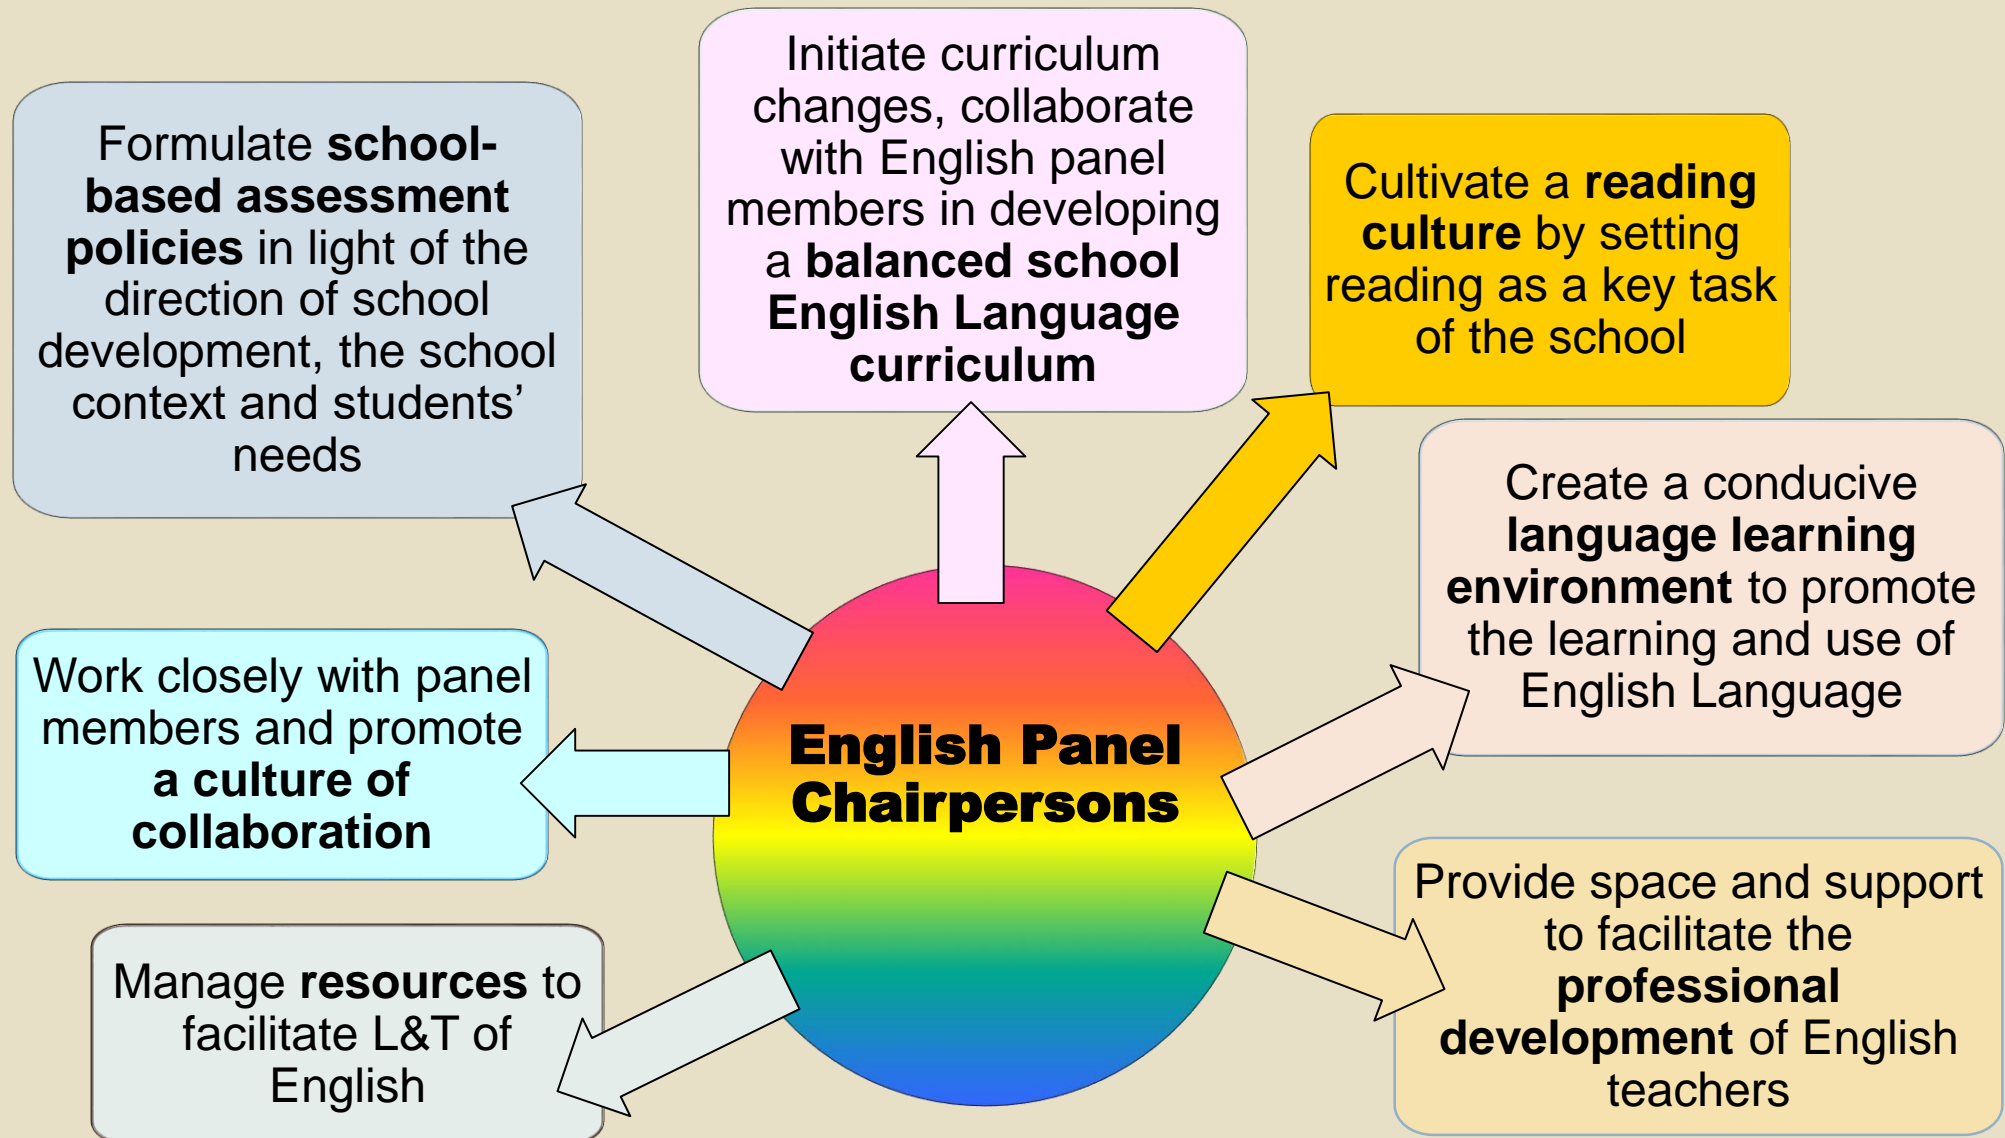 Formulate school-
based assessment
policies in light of the
direction of school
development, the school
context and students’
needs
Initiate curriculum
changes, collaborate
with English panel
members in developing
a balanced school
English Language
curriculum
Cultivate a reading
culture by setting
reading as a key task
of the school
Create a conducive
language learning
environment to promote
the learning and use of
English Language
Work closely with panel
members and promote
a culture of
collaboration
English Panel
Chairpersons
Provide space and support
to facilitate the
professional
development of English
teachers
Manage resources to
facilitate L&T of
English